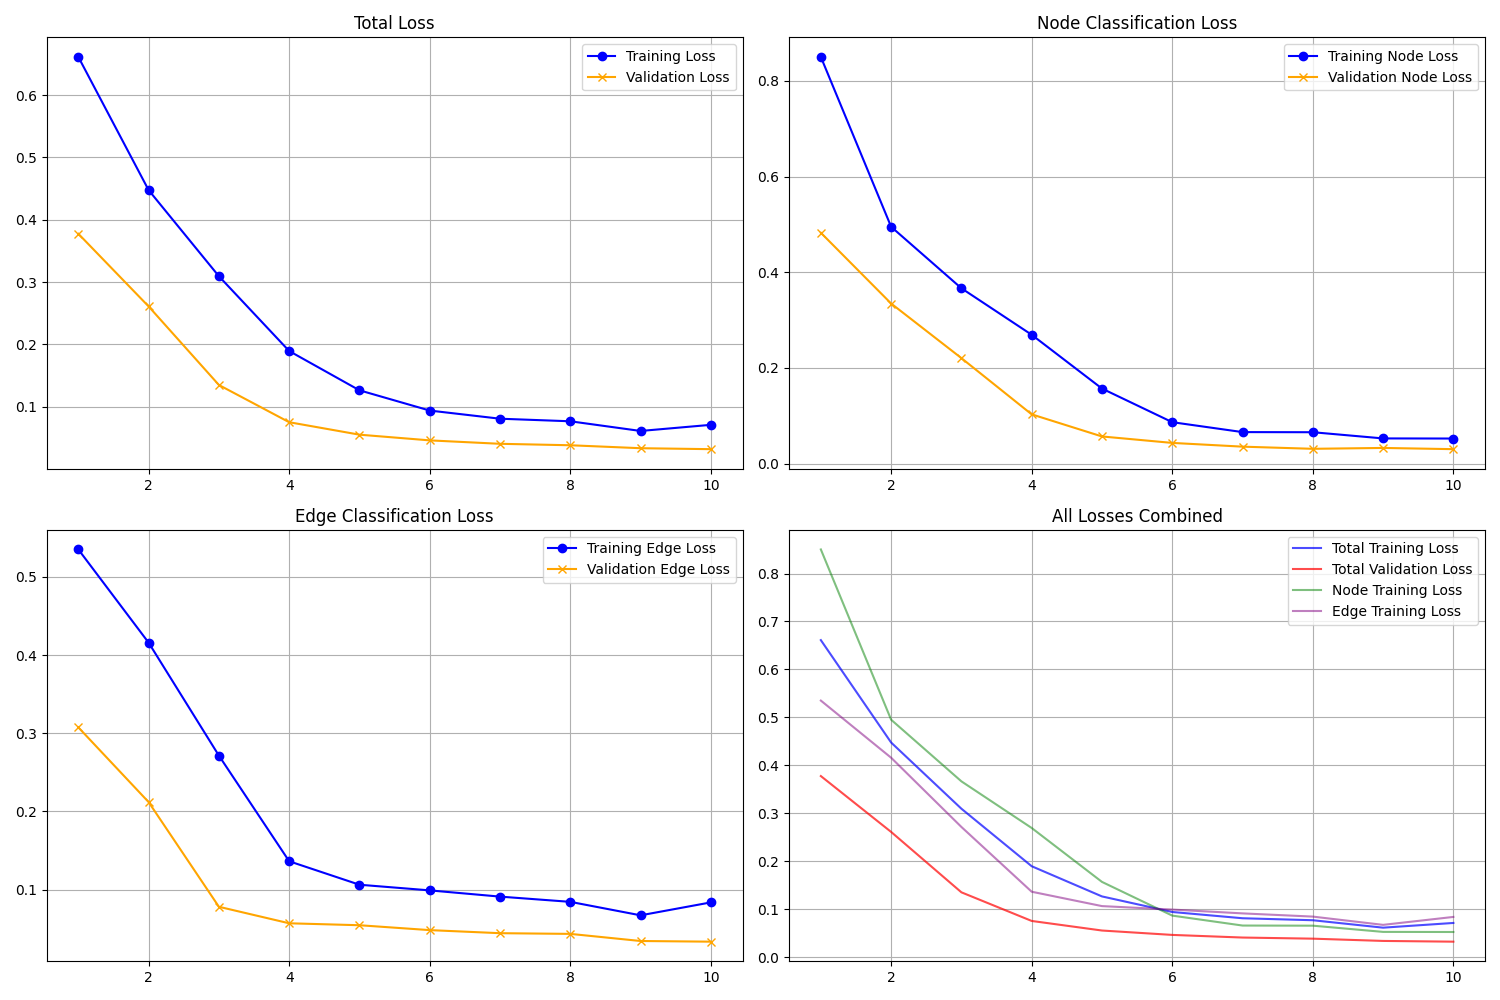 Total Loss
Training Loss
Validation Loss
0.6
0.5
0.4
0.3
0.2
0.1
2 4 6 8 10
Node Classification Loss
Training Node Loss
Validation Node Loss
0.8
0.6
0.4
0.2
0.0
2 4 6 8 10
Edge Classification Loss
Training Edge Loss
Validation Edge Loss
0.5
0.4
0.3
0.2
0.1
2 4 6 8 10
All Losses Combined
Total Training Loss
Total Validation Loss
Node Training Loss
Edge Training Loss
0.8
0.7
0.6
0.5
0.4
0.3
0.2
0.1
0.0
2 4 6 8 10